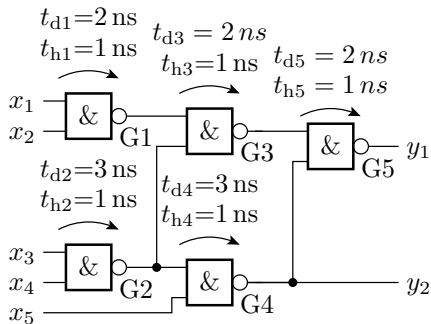 t_d1=2 ns
t_h1=1 ns
t_d3 = 2 ns
t_h3=1 ns
t_d5 = 2 ns
t_h5 = 1 ns
x_1
x_2
&
G1
&
G3
&
G5
y_1
t_d2=3 ns
t_h2=1 ns
t_d4=3 ns
t_h4=1 ns
x_3
x_4
x_5
&
G2
&
G4
y_2